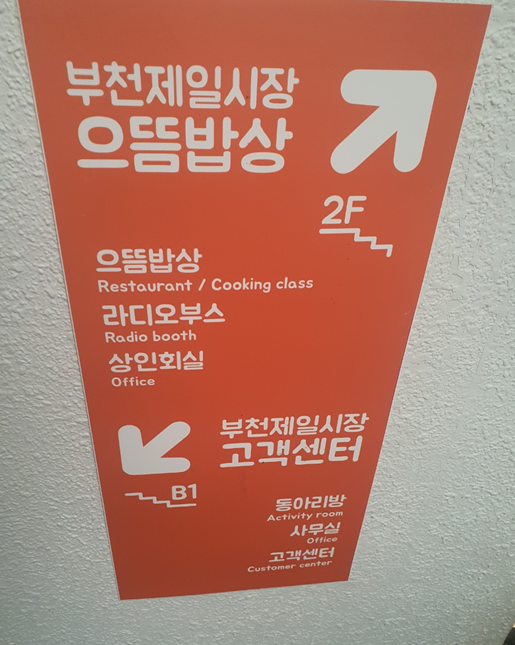 부천제일시장
으뜸밥상
2F
으뜸밥상
Restaurant / Cooking class
라디오부스
Radio booth
상인회실
Office
부천제일시장
고객센터
B1
동아리방
Activity room
사무실
Office
고객센터
Customer center